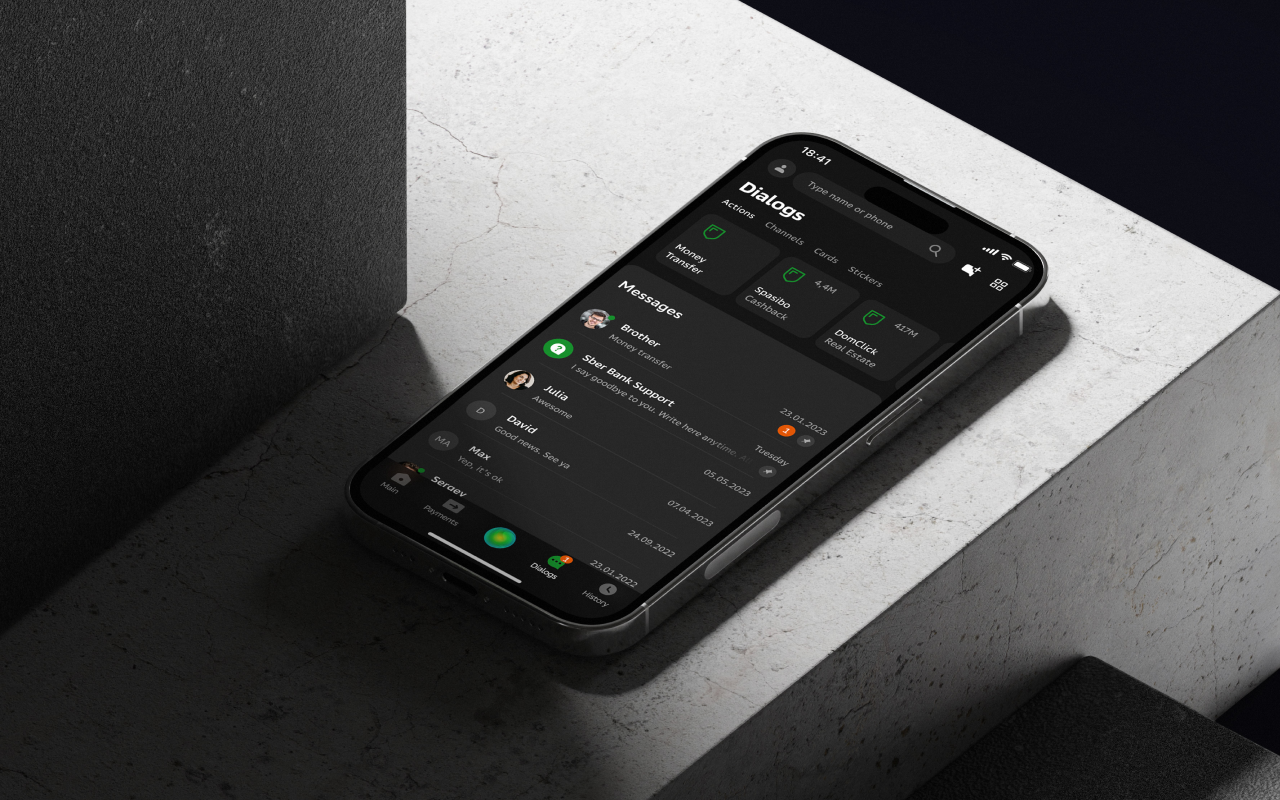 18:41
Type name or phone
Dialogs
Actions Channels Cards Stickers
Money
Transfer
4,4M
Spasibo
Cashback
417M
DomClick
Real Estate
Messages
Brother
23.01.2023
Money transfer
1
Sber Bank Support
Tuesday
I say goodbye to you. Write here anytime. A
Julia
05.05.2023
Awesome
D
David
07.04.2023
Good news. See ya
MA
Max
24.09.2022
Yep, it's ok
Sergey
23.01.2022
Main
Payments
Dialogs
1
History